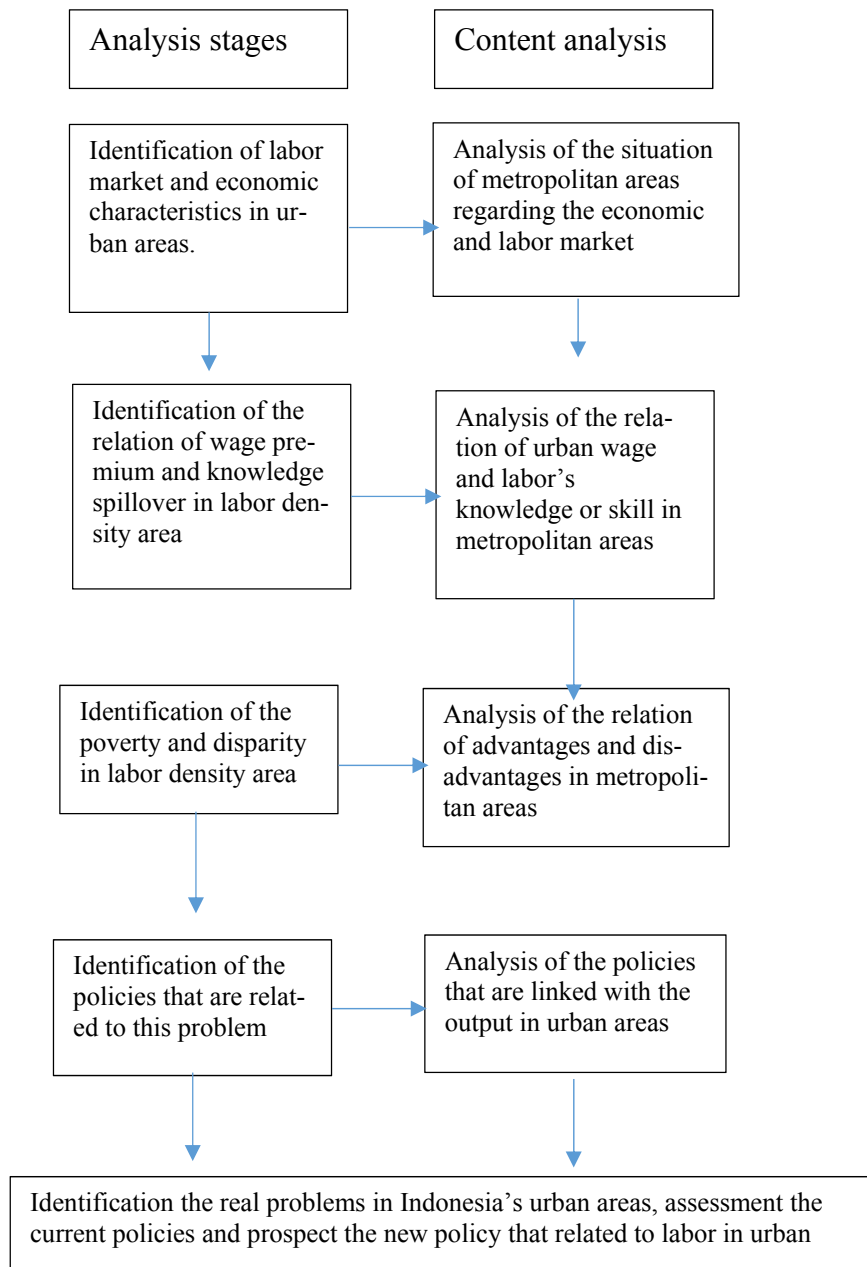 Analysis stages
Content analysis
Identification of labor
market and economic
characteristics in ur-
ban areas.
Analysis of the situation
of metropolitan areas
regarding the economic
and labor market
Identification of the
relation of wage pre-
mium and knowledge
spillover in labor den-
sity area
Analysis of the rela-
tion of urban wage
and labor’s
knowledge or skill in
metropolitan areas
Identification of the
poverty and disparity
in labor density area
Analysis of the relation
of advantages and dis-
advantages in metropoli-
tan areas
Identification of the
policies that are relat-
ed to this problem
Analysis of the policies
that are linked with the
output in urban areas
Identification the real problems in Indonesia’s urban areas, assessment the
current policies and prospect the new policy that related to labor in urban